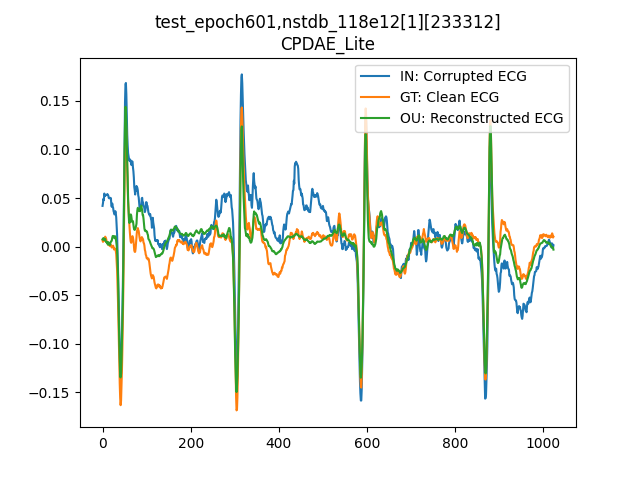 test_epoch601,nstdb_118e12[1][233312]
CPDAE_Lite
IN: Corrupted ECG
GT: Clean ECG
OU: Reconstructed ECG
0.15
0.10
0.05
0.00
−0.05
−0.10
−0.15
0 200 400 600 800 1000